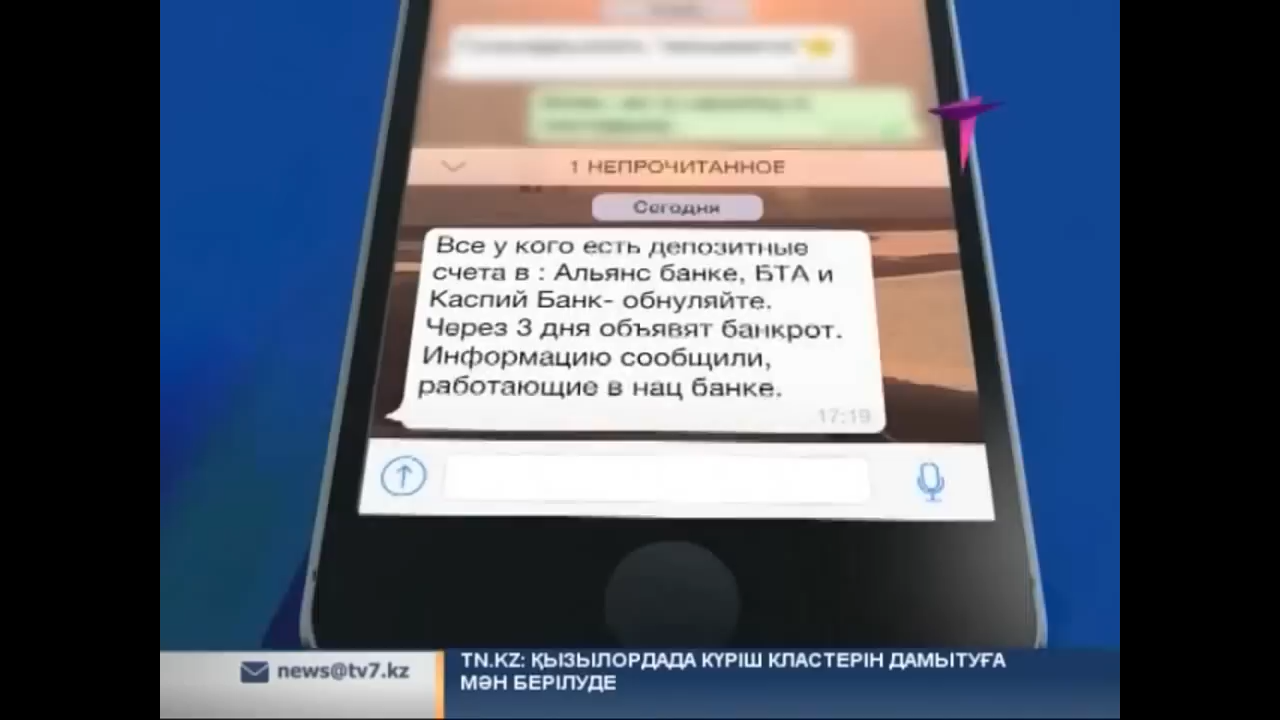 1 НЕПРОЧИТАННОЕ
Сегодня
Все у кого есть депозитные
счета в : Альянс банке, БТА и
Каспий Банк- обнуляйте.
Через 3 дня объявят банкрот.
Информацию сообщили,
работающие в нац банке.
17:19
news@tv7.kz
TN.KZ: ҚЫЗЫЛОРДАДА КҮРІШ КЛАСТЕРІН ДАМЫТУҒА
МӘН БЕРІЛУДЕ